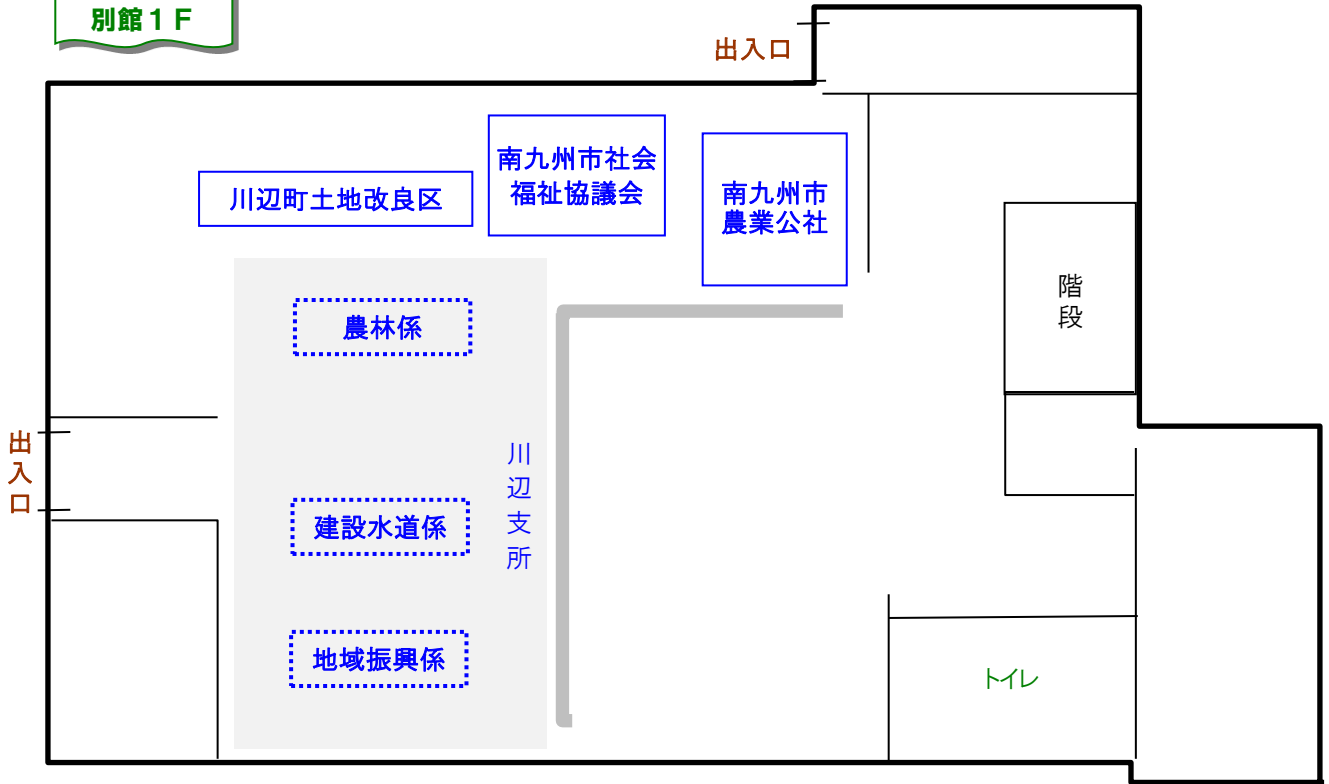 別館1F
出入口
南九州市社会
福祉協議会
川辺町土地改良区
南九州市
農業公社
階段
農林係
出入口
川辺支所
建設水道係
地域振興係
トイレ